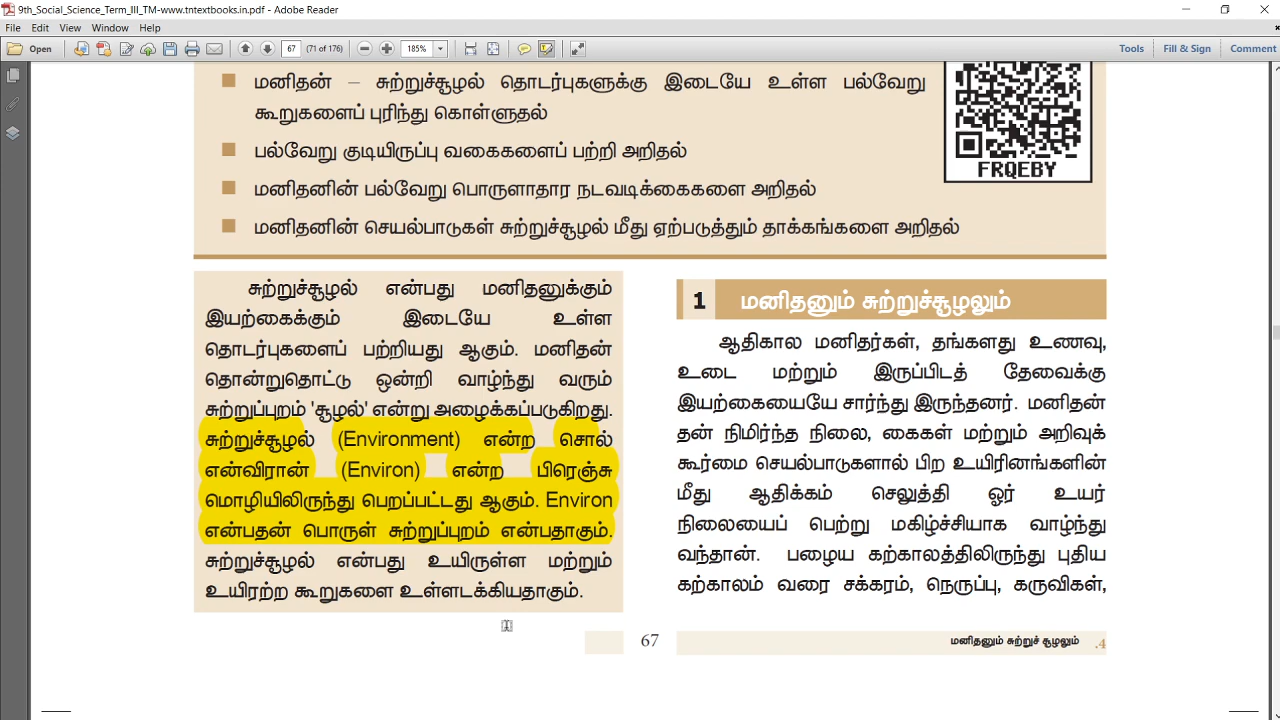 9th_Social_Science_Term_III_TM-www.tntextbooks.in.pdf - Adobe Reader
File Edit View Window Help
Open 67 (71 of 176) 185% Tools Fill & Sign Comment
மனிதன் – சுற்றுச்சூழல் தொடர்புகளுக்கு இடையே உள்ள பல்வேறு
கூறுகளைப் புரிந்து கொள்ளுதல்
பல்வேறு குடியிருப்பு வகைகளைப் பற்றி அறிதல்
மனிதனின் பல்வேறு பொருளாதார நடவடிக்கைகளை அறிதல்
மனிதனின் செயல்பாடுகள் சுற்றுச்சூழல் மீது ஏற்படுத்தும் தாக்கங்களை அறிதல்
FRQEBY
சுற்றுச்சூழல் என்பது மனிதனுக்கும்
இயற்கைக்கும் இடையே உள்ள
தொடர்புகளைப் பற்றியது ஆகும். மனிதன்
தொன்றுதொட்டு ஒன்றி வாழ்ந்து வரும்
சுற்றுப்புறம் 'சூழல்' என்று அழைக்கப்படுகிறது.
சுற்றுச்சூழல் (Environment) என்ற சொல்
என்விரான் (Environ) என்ற பிரெஞ்சு
மொழியிலிருந்து பெறப்பட்டது ஆகும். Environ
என்பதன் பொருள் சுற்றுப்புறம் என்பதாகும்.
சுற்றுச்சூழல் என்பது உயிருள்ள மற்றும்
உயிரற்ற கூறுகளை உள்ளடக்கியதாகும்.
1 மனிதனும் சுற்றுச்சூழலும்
ஆதிகால மனிதர்கள், தங்களது உணவு,
உடை மற்றும் இருப்பிடத் தேவைக்கு
இயற்கையையே சார்ந்து இருந்தனர். மனிதன்
தன் நிமிர்ந்த நிலை, கைகள் மற்றும் அறிவுக்
கூர்மை செயல்பாடுகளால் பிற உயிரினங்களின்
மீது ஆதிக்கம் செலுத்தி ஓர் உயர்
நிலையைப் பெற்று மகிழ்ச்சியாக வாழ்ந்து
வந்தான். பழைய கற்காலத்திலிருந்து புதிய
கற்காலம் வரை சக்கரம், நெருப்பு, கருவிகள்,
67 மனிதனும் சுற்றுச் சூழலும் .4